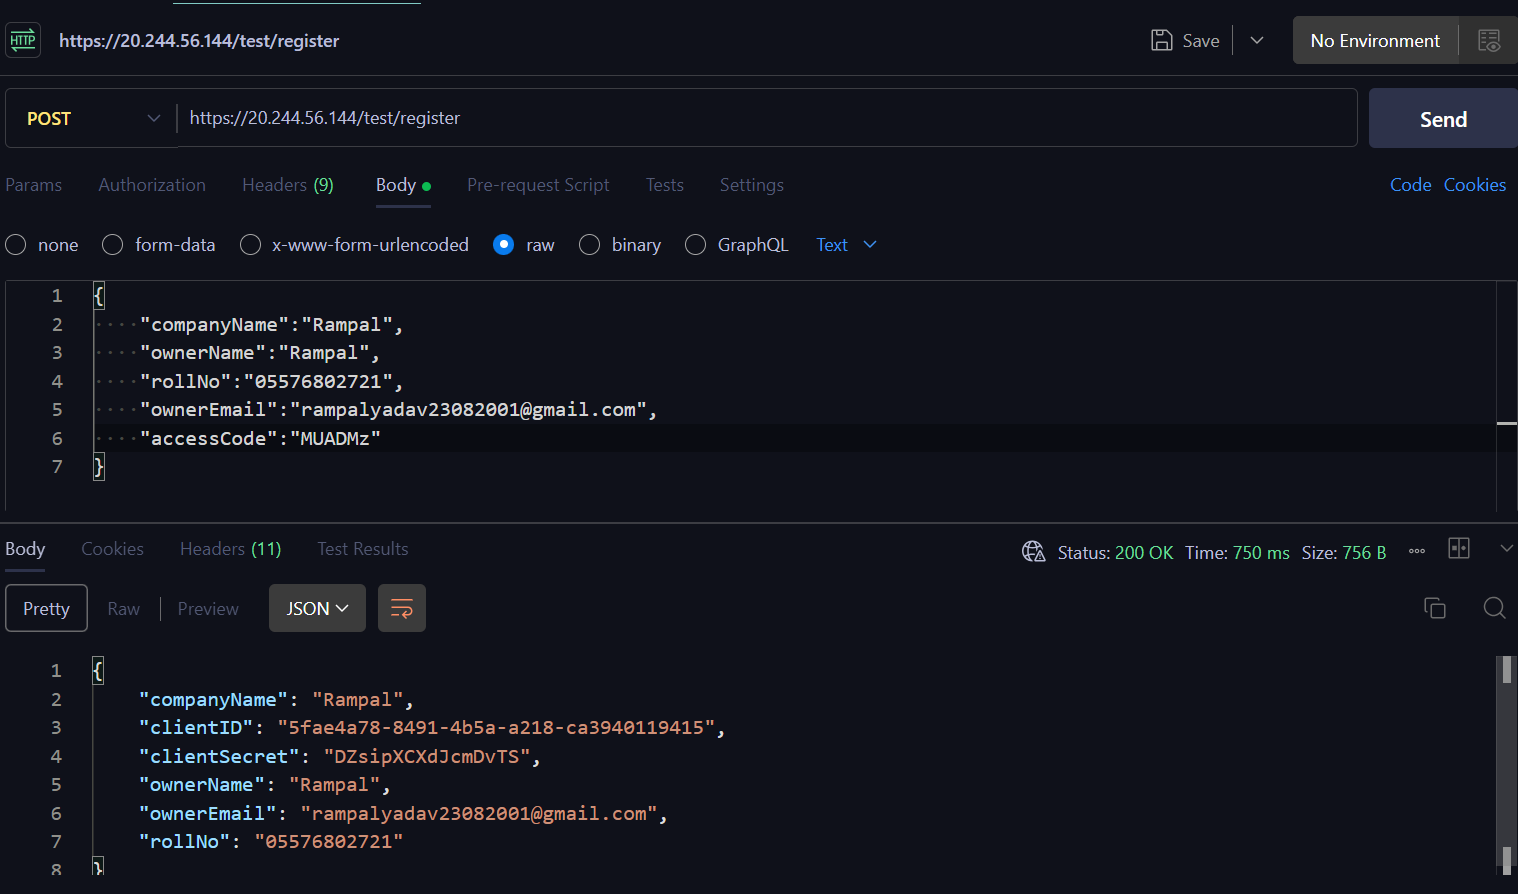 HTTP https://20.244.56.144/test/register Save No Environment
POST https://20.244.56.144/test/register Send
Params Authorization Headers (9) Body Pre-request Script Tests Settings Code Cookies
none form-data x-www-form-urlencoded raw binary GraphQL Text
1 {
2 "companyName":"Rampal",
3 "ownerName":"Rampal",
4 "rollNo":"05576802721",
5 "ownerEmail":"rampalyadav23082001@gmail.com",
6 "accessCode":"MUADMz"
7 }
Body Cookies Headers (11) Test Results Status: 200 OK Time: 750 ms Size: 756 B
Pretty Raw Preview JSON
1 {
2 "companyName": "Rampal",
3 "clientID": "5fae4a78-8491-4b5a-a218-ca3940119415",
4 "clientSecret": "DZsipXCXdJcmDvTS",
5 "ownerName": "Rampal",
6 "ownerEmail": "rampalyadav23082001@gmail.com",
7 "rollNo": "05576802721"
8 }